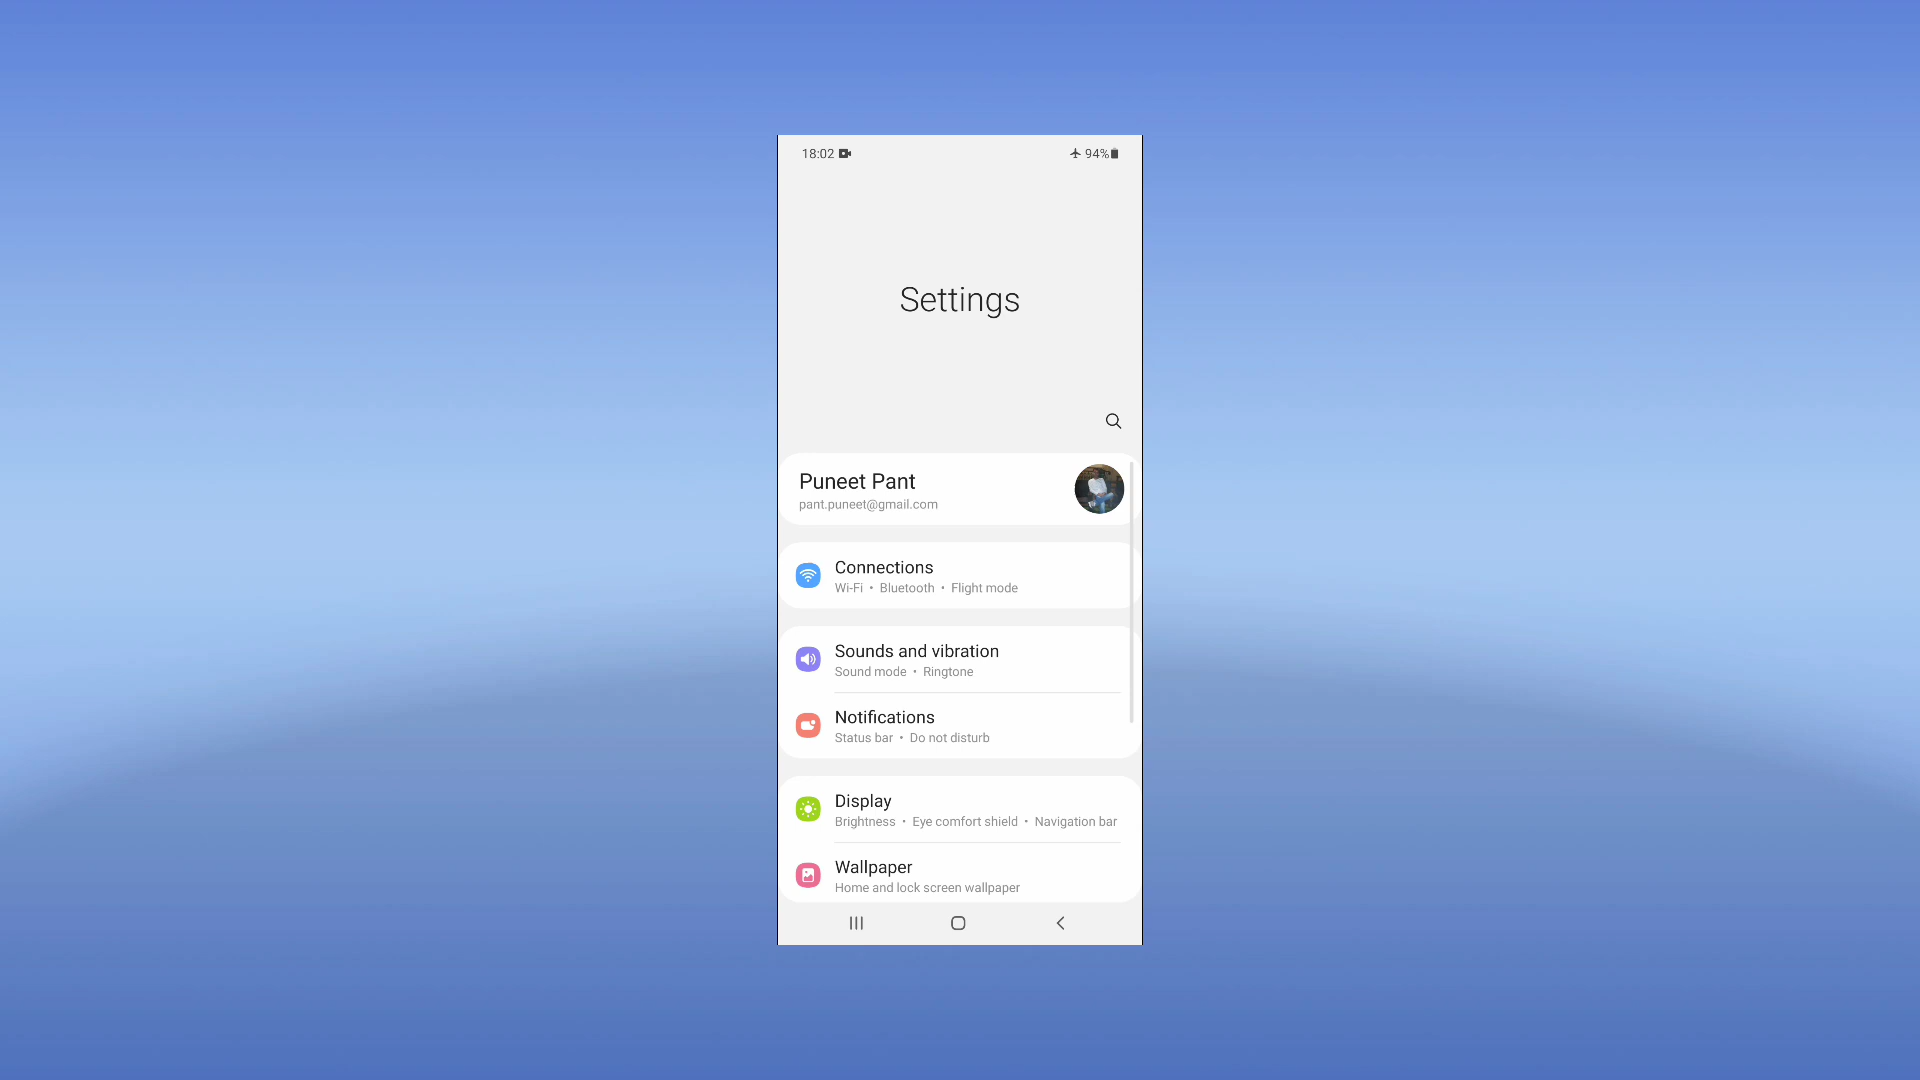 18:02
94%
Settings
Puneet Pant
pant.puneet@gmail.com
Connections
Wi-Fi • Bluetooth • Flight mode
Sounds and vibration
Sound mode • Ringtone
Notifications
Status bar • Do not disturb
Display
Brightness • Eye comfort shield • Navigation bar
Wallpaper
Home and lock screen wallpaper